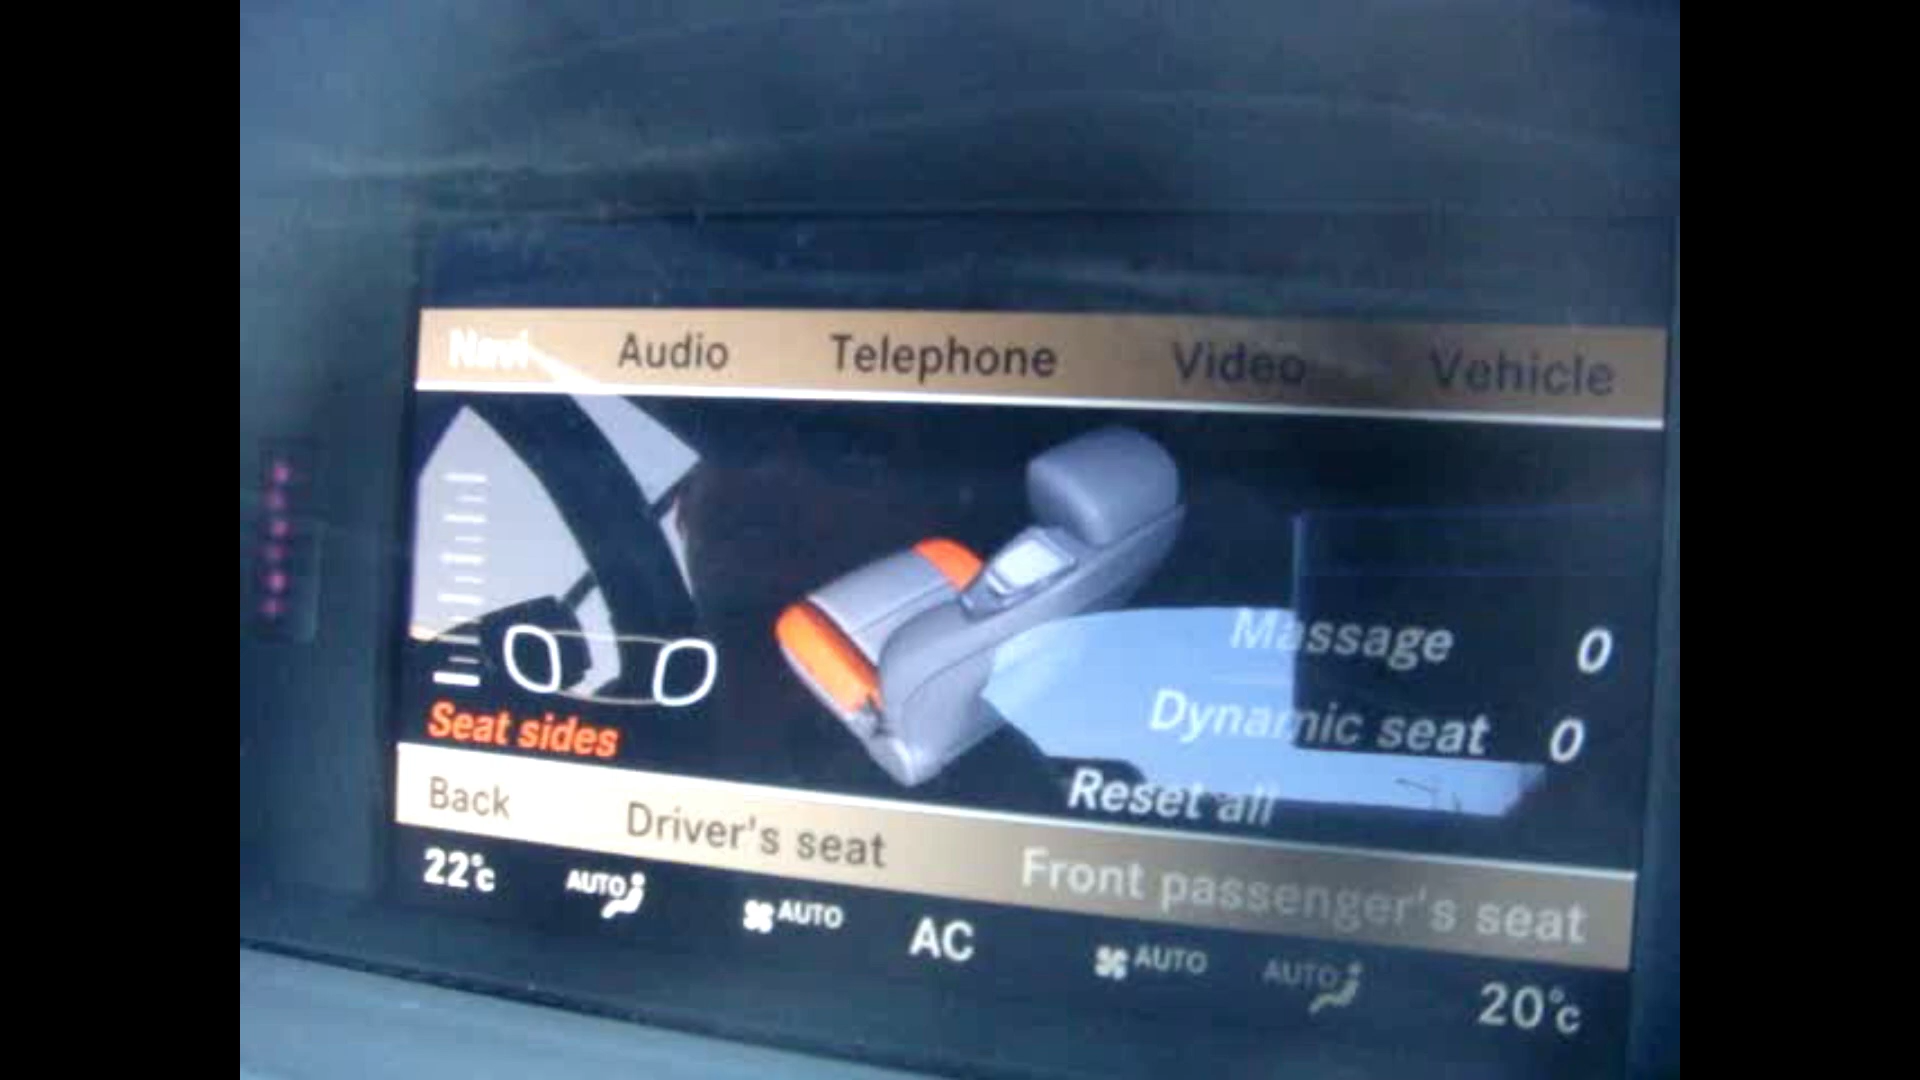 Navi Audio Telephone Video Vehicle
Massage 0
Dynamic seat 0
Seat sides
Reset all
Back Driver's seat Front passenger's seat
22°c AUTO AUTO AC AUTO AUTO 20°c